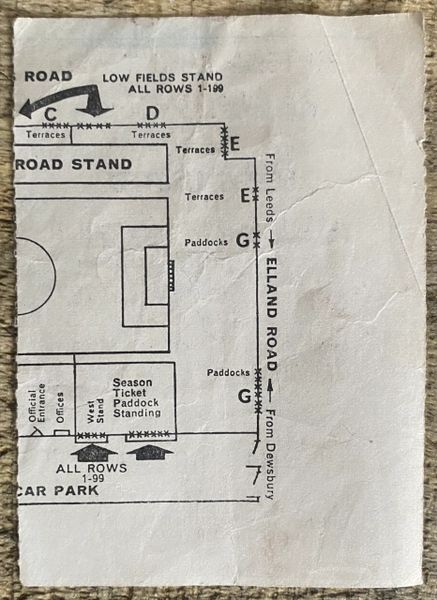 S ROAD
LOW FIELDS STAND
ALL ROWS 1-199
C
D
Terraces
Terraces
Terraces E
ROAD STAND
Terraces E
Paddocks G
From Leeds
ELLAND ROAD
From Dewsbury
Paddocks
G
Official
Entrance
Offices
West
Stand
Season
Ticket
Paddock
Standing
ALL ROWS
1-99
CAR PARK